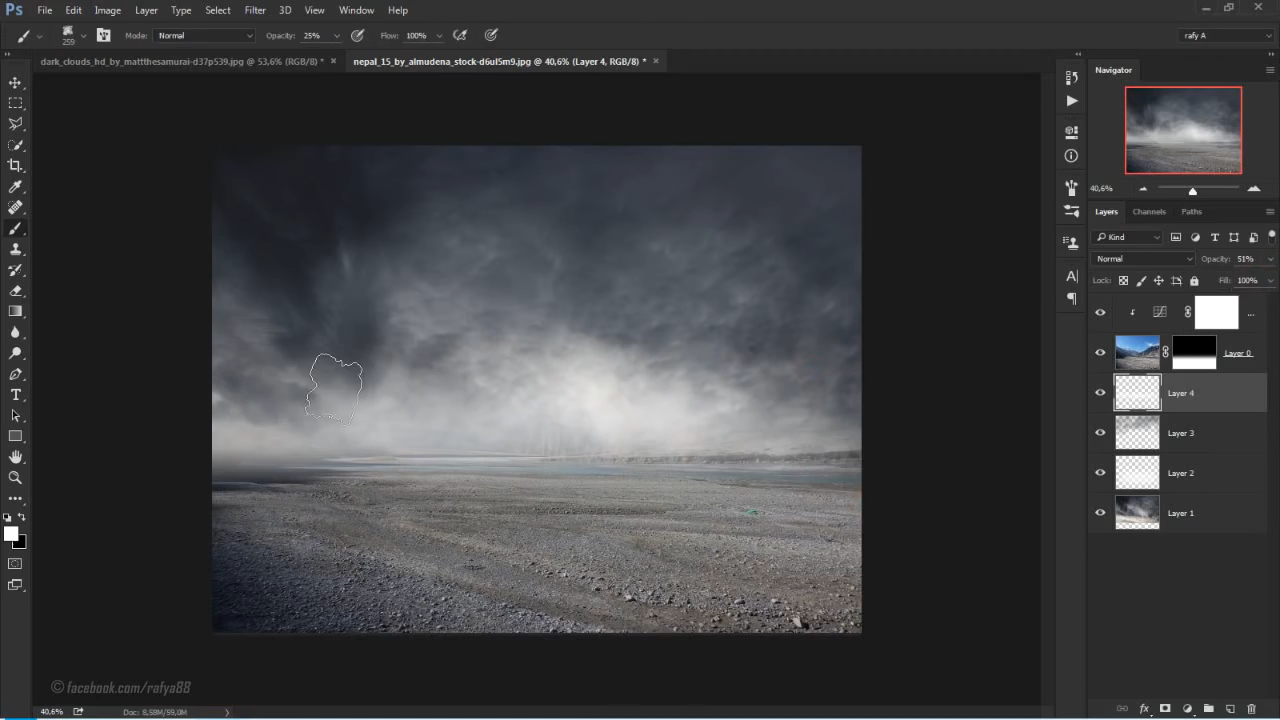 Ps File Edit Image Layer Type Select Filter 3D View Window Help
259 Mode: Normal Opacity: 25% Flow: 100% rafy A
dark_clouds_hd_by_mattthesamurai-d37p539.jpg @ 53,6% (RGB/8) * × nepal_15_by_almudena_stock-d6ul5m9.jpg @ 40,6% (Layer 4, RGB/8) * ×
Navigator
40,6%
Layers Channels Paths
Kind
Normal Opacity: 51%
Lock: Fill: 100%
...
Layer 0
Layer 4
Layer 3
Layer 2
Layer 1
© facebook.com/rafya88
40,6% Doc: 8,58M/59,0M
fx